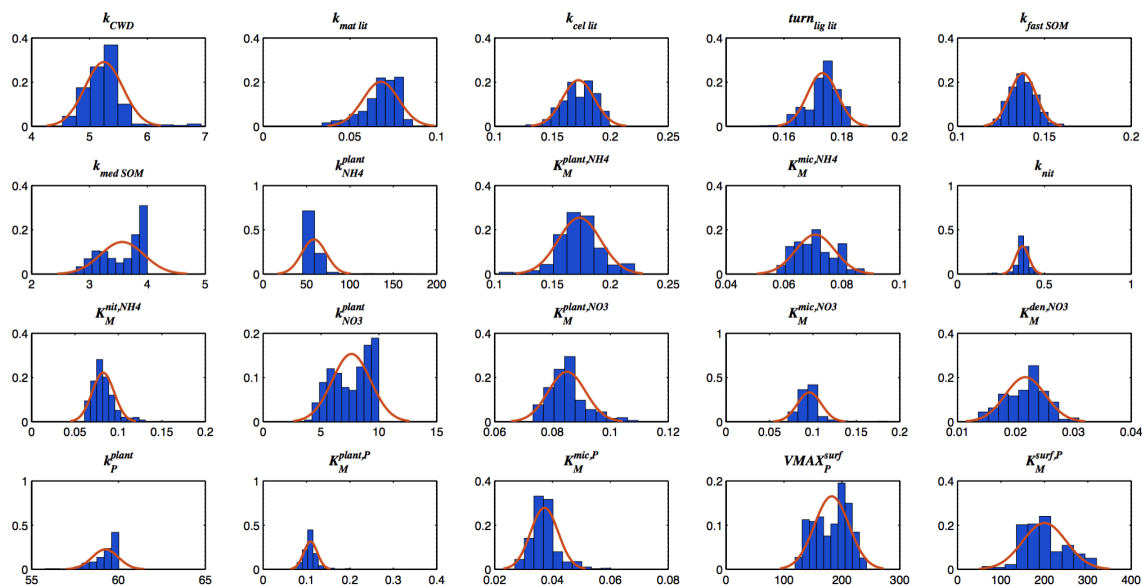 k_CWD k_mat lit k_cel lit turn_lig lit k_fast SOM
0.4 0.4 0.4 0.4 0.4
0.2 0.2 0.2 0.2 0.2
0 0 0 0 0
4 5 6 7 0 0.05 0.1 0.1 0.15 0.2 0.25 0.16 0.18 0.2 0.1 0.15 0.2
k_med SOM k_NH4^plant K_M^plant,NH4 K_M^mic,NH4 k_nit
0.4 1 0.4 0.4 1
0.2 0.5 0.2 0.2 0.5
0 0 0 0 0
2 3 4 5 0 50 100 150 200 0.1 0.15 0.2 0.25 0.04 0.06 0.08 0.1 0 0.5 1
K_M^nit,NH4 k_NO3^plant K_M^plant,NO3 K_M^mic,NO3 K_M^den,NO3
0.4 0.2 0.4 1 0.4
0.2 0.1 0.2 0.5 0.2
0 0 0 0 0
0 0.05 0.1 0.15 0.2 0 5 10 15 0.06 0.08 0.1 0.12 0 0.05 0.1 0.15 0.2 0.01 0.02 0.03 0.04
k_P^plant K_M^plant,P K_M^mic,P VMAX_P^surf K_M^surf,P
1 1 0.4 0.2 0.4
0.5 0.5 0.2 0.1 0.2
0 0 0 0 0
55 60 65 0 0.1 0.2 0.3 0.4 0.02 0.04 0.06 0.08 0 100 200 300 0 100 200 300 400